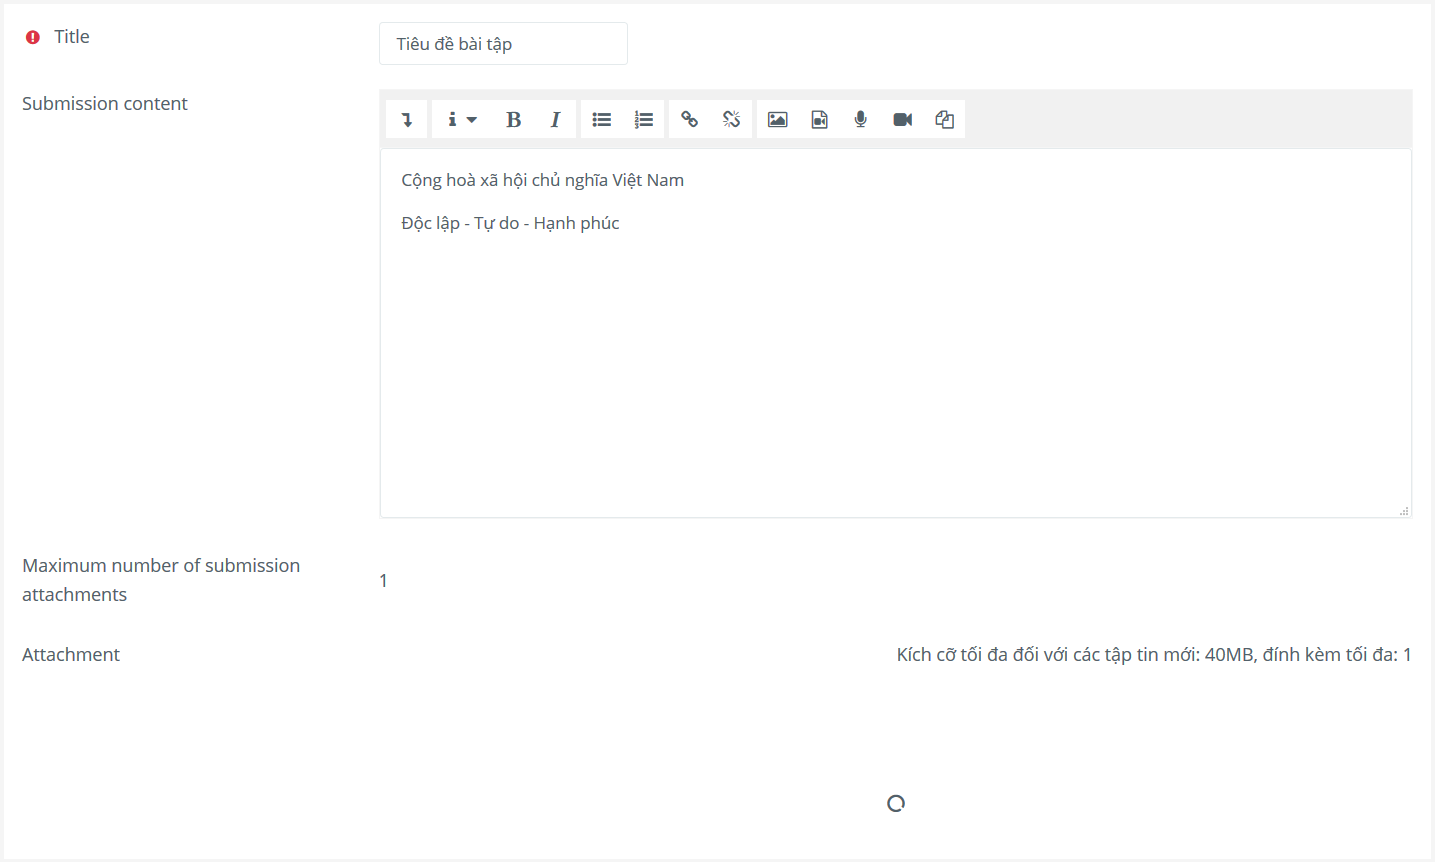 Title
Tiêu đề bài tập
Submission content
Cộng hoà xã hội chủ nghĩa Việt Nam
Độc lập - Tự do - Hạnh phúc
Maximum number of submission
attachments
1
Attachment
Kích cỡ tối đa đối với các tập tin mới: 40MB, đính kèm tối đa: 1